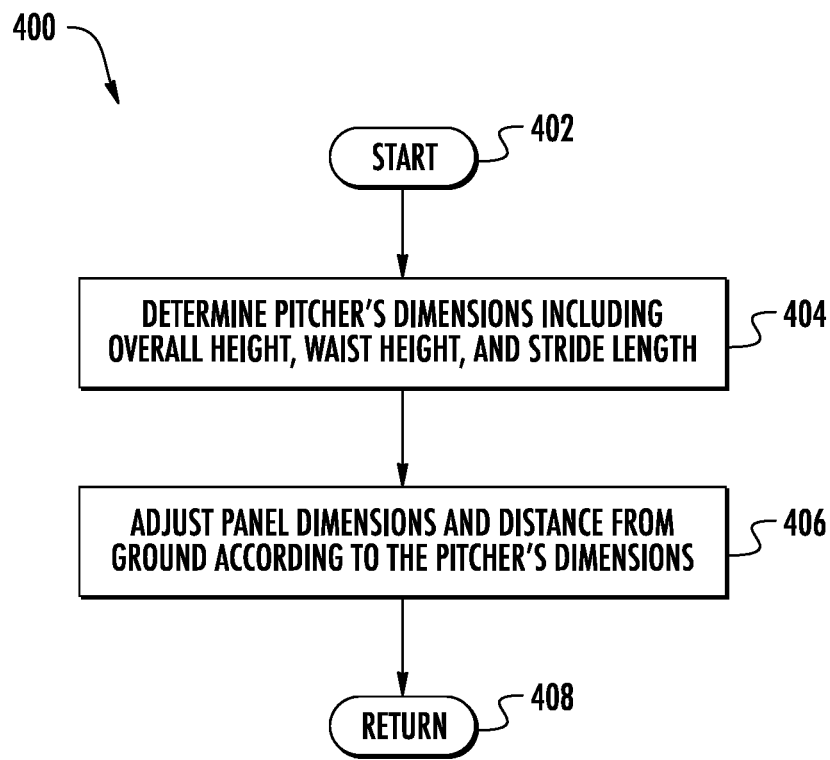 400
START
402
DETERMINE PITCHER'S DIMENSIONS INCLUDING
OVERALL HEIGHT, WAIST HEIGHT, AND STRIDE LENGTH
404
ADJUST PANEL DIMENSIONS AND DISTANCE FROM
GROUND ACCORDING TO THE PITCHER'S DIMENSIONS
406
RETURN
408